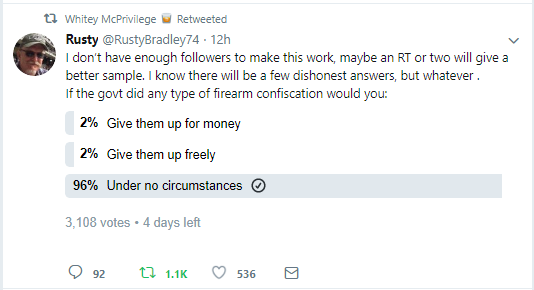 Whitey McPrivilege 🥃 Retweeted
Rusty @RustyBradley74 · 12h
I don't have enough followers to make this work, maybe an RT or two will give a
better sample. I know there will be a few dishonest answers, but whatever .
If the govt did any type of firearm confiscation would you:
2% Give them up for money
2% Give them up freely
96% Under no circumstances
3,108 votes • 4 days left
92 1.1K 536